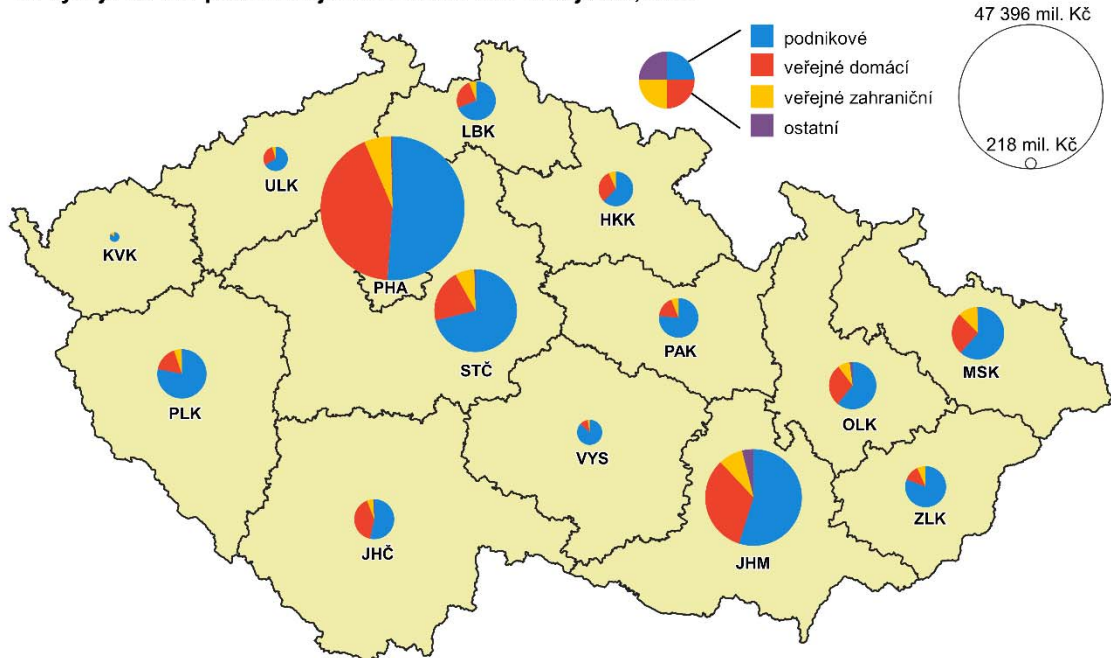 47 396 mil. Kč
podnikové
veřejné domácí
veřejné zahraniční
ostatní
218 mil. Kč
LBK
ULK
HKK
KVK
PHA
PAK
STČ
MSK
PLK
OLK
VYS
ZLK
JHČ
JHM